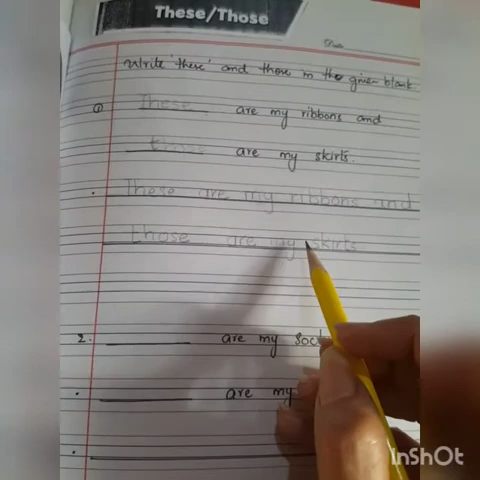 These/Those
Date
Write 'these' and those in the given blank.
① These are my ribbons and
those are my skirts.
. These are my ribbons and
those are my skirts
2. are my
. are my
.
InShOt